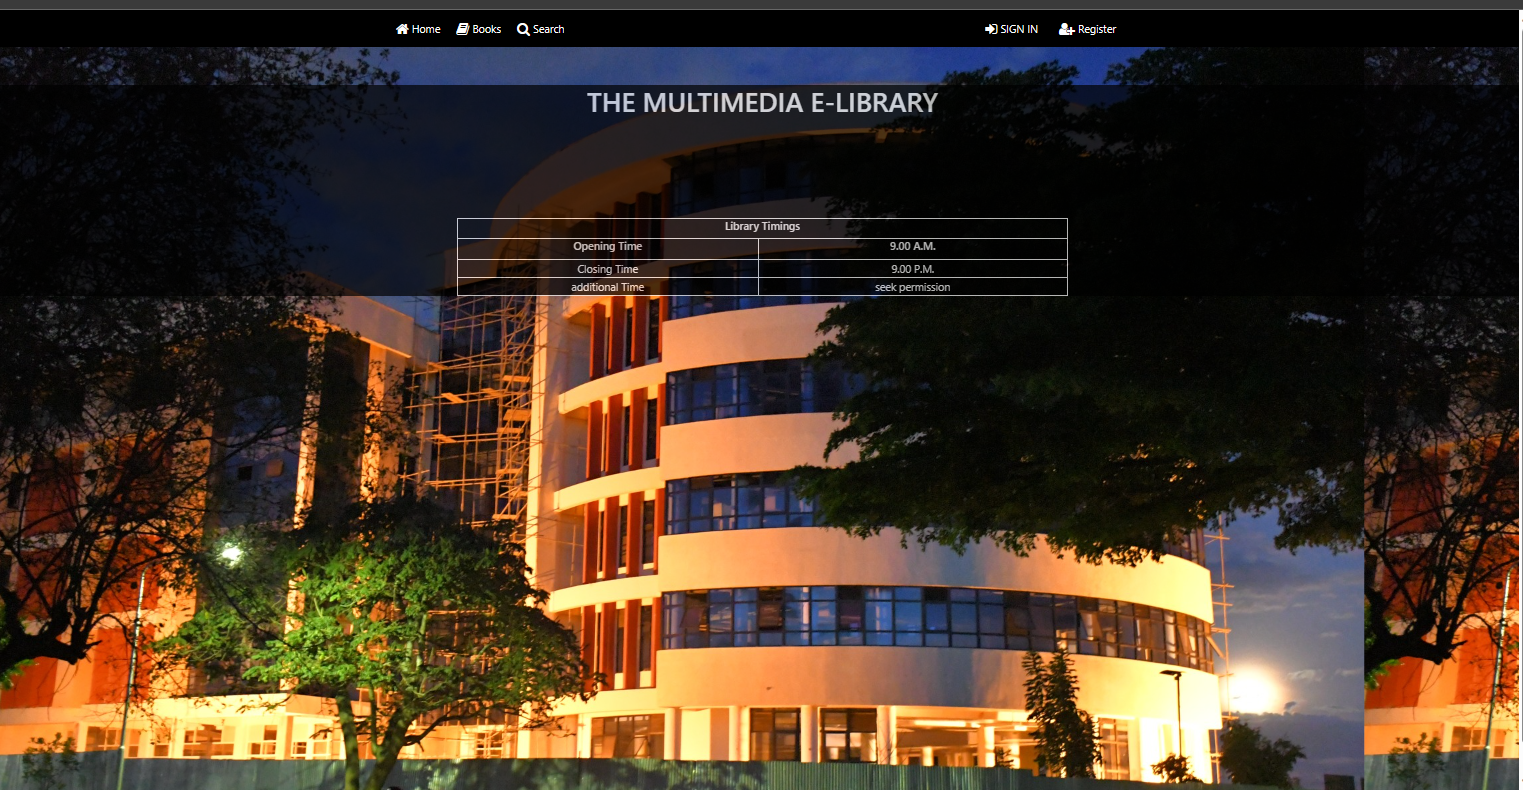 Home Books Search SIGN IN Register
THE MULTIMEDIA E-LIBRARY
Library Timings
Opening Time 9.00 A.M.
Closing Time 9.00 P.M.
additional Time seek permission